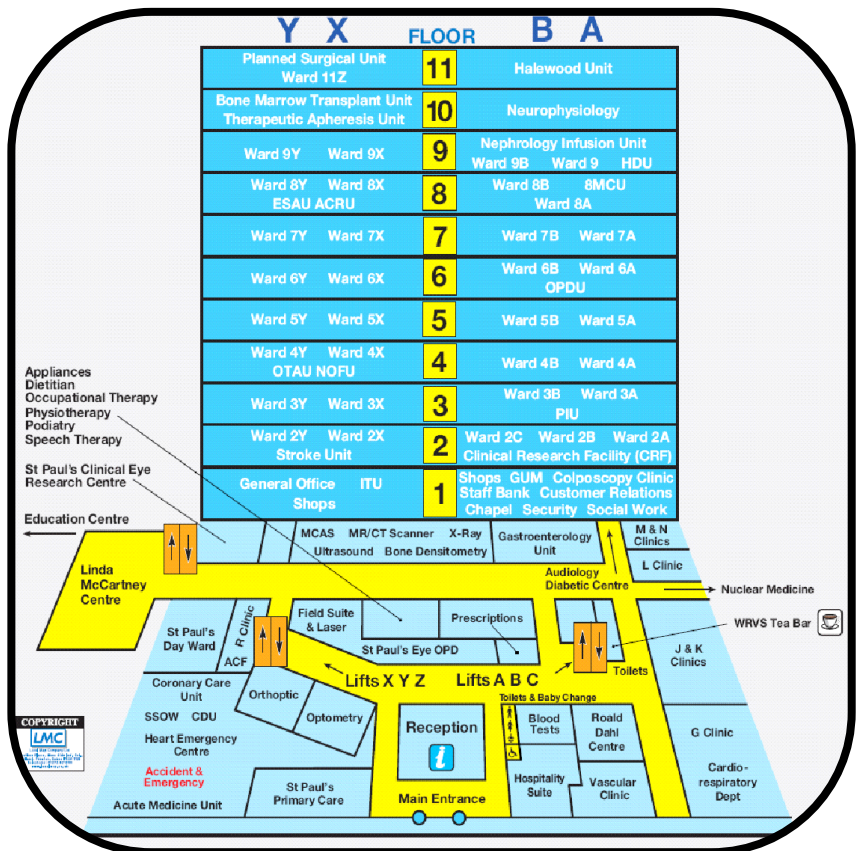 Y X FLOOR B A
Planned Surgical Unit
Ward 11Z
11
Halewood Unit
Bone Marrow Transplant Unit
Therapeutic Apheresis Unit
10
Neurophysiology
Ward 9Y Ward 9X
9
Nephrology Infusion Unit
Ward 9B Ward 9 HDU
Ward 8Y Ward 8X
ESAU ACRU
8
Ward 8B 8MCU
Ward 8A
Ward 7Y Ward 7X
7
Ward 7B Ward 7A
Ward 6Y Ward 6X
6
Ward 6B Ward 6A
OPDU
Ward 5Y Ward 5X
5
Ward 5B Ward 5A
Ward 4Y Ward 4X
OTAU NOFU
4
Ward 4B Ward 4A
Ward 3Y Ward 3X
3
Ward 3B Ward 3A
PIU
Ward 2Y Ward 2X
Stroke Unit
2
Ward 2C Ward 2B Ward 2A
Clinical Research Facility (CRF)
General Office ITU
Shops
1
Shops GUM Colposcopy Clinic
Staff Bank Customer Relations
Chapel Security Social Work
Appliances
Dietitian
Occupational Therapy
Physiotherapy
Podiatry
Speech Therapy
St Paul's Clinical Eye
Research Centre
Education Centre
MCAS MR/CT Scanner X-Ray
Ultrasound Bone Densitometry
Gastroenterology
Unit
M & N
Clinics
L Clinic
Linda
McCartney
Centre
Audiology
Diabetic Centre
Nuclear Medicine
WRVS Tea Bar
St Paul's
Day Ward
R Clinic
ACF
Field Suite
& Laser
Prescriptions
St Paul's Eye OPD
J & K
Clinics
Toilets
Lifts X Y Z
Lifts A B C
Coronary Care
Unit
SSOW CDU
Heart Emergency
Centre
Accident &
Emergency
Acute Medicine Unit
Orthoptic
Optometry
St Paul's
Primary Care
Toilets & Baby Change
Reception
i
Main Entrance
Blood
Tests
Roald
Dahl
Centre
Hospitality
Suite
Vascular
Clinic
G Clinic
Cardio-
respiratory
Dept
COPYRIGHT
LMC